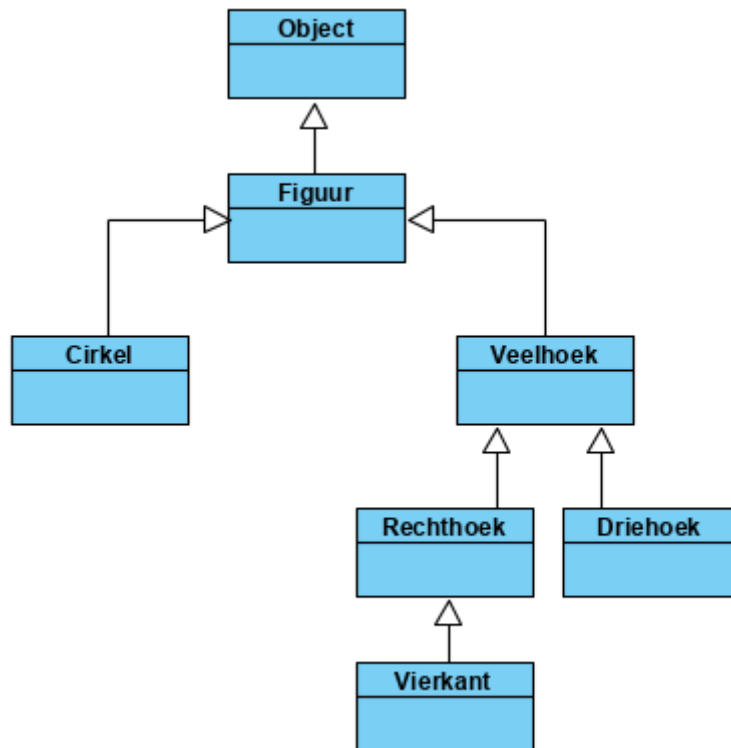 Object
Figuur
Cirkel
Veelhoek
Rechthoek
Driehoek
Vierkant